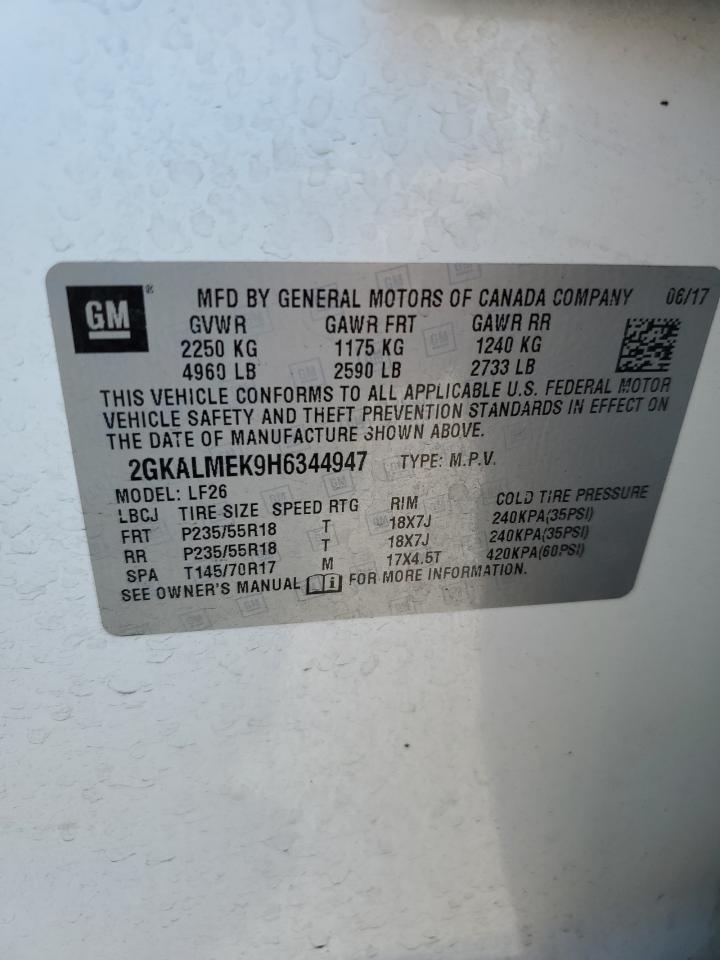 GM ®
MFD BY GENERAL MOTORS OF CANADA COMPANY 06/17
GVWR GAWR FRT GAWR RR
2250 KG 1175 KG 1240 KG
4960 LB 2590 LB 2733 LB
THIS VEHICLE CONFORMS TO ALL APPLICABLE U.S. FEDERAL MOTOR
VEHICLE SAFETY AND THEFT PREVENTION STANDARDS IN EFFECT ON
THE DATE OF MANUFACTURE SHOWN ABOVE.
2GKALMEK9H6344947 TYPE: M.P.V.
MODEL: LF26
LBCJ TIRE SIZE SPEED RTG RIM COLD TIRE PRESSURE
FRT P235/55R18 T 18X7J 240KPA(35PSI)
RR P235/55R18 T 18X7J 240KPA(35PSI)
SPA T145/70R17 M 17X4.5T 420KPA(60PSI)
SEE OWNER'S MANUAL FOR MORE INFORMATION.